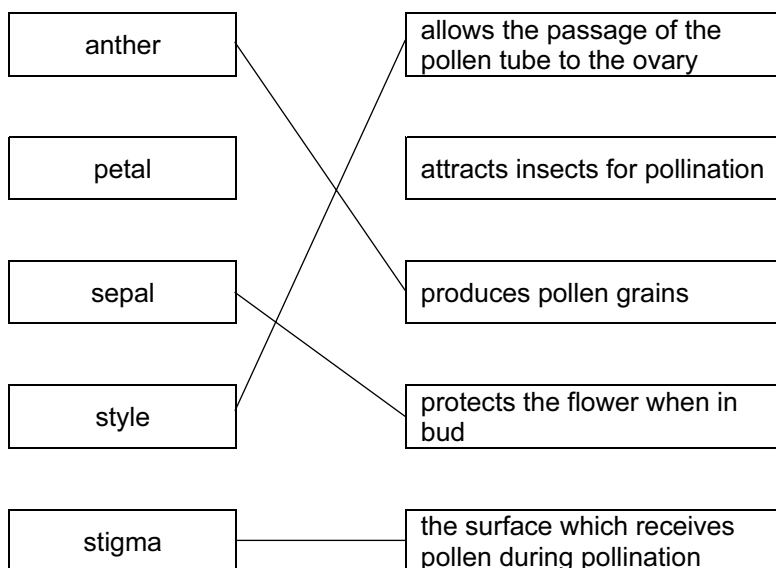 anther
allows the passage of the
pollen tube to the ovary
petal
attracts insects for pollination
sepal
produces pollen grains
style
protects the flower when in
bud
stigma
the surface which receives
pollen during pollination